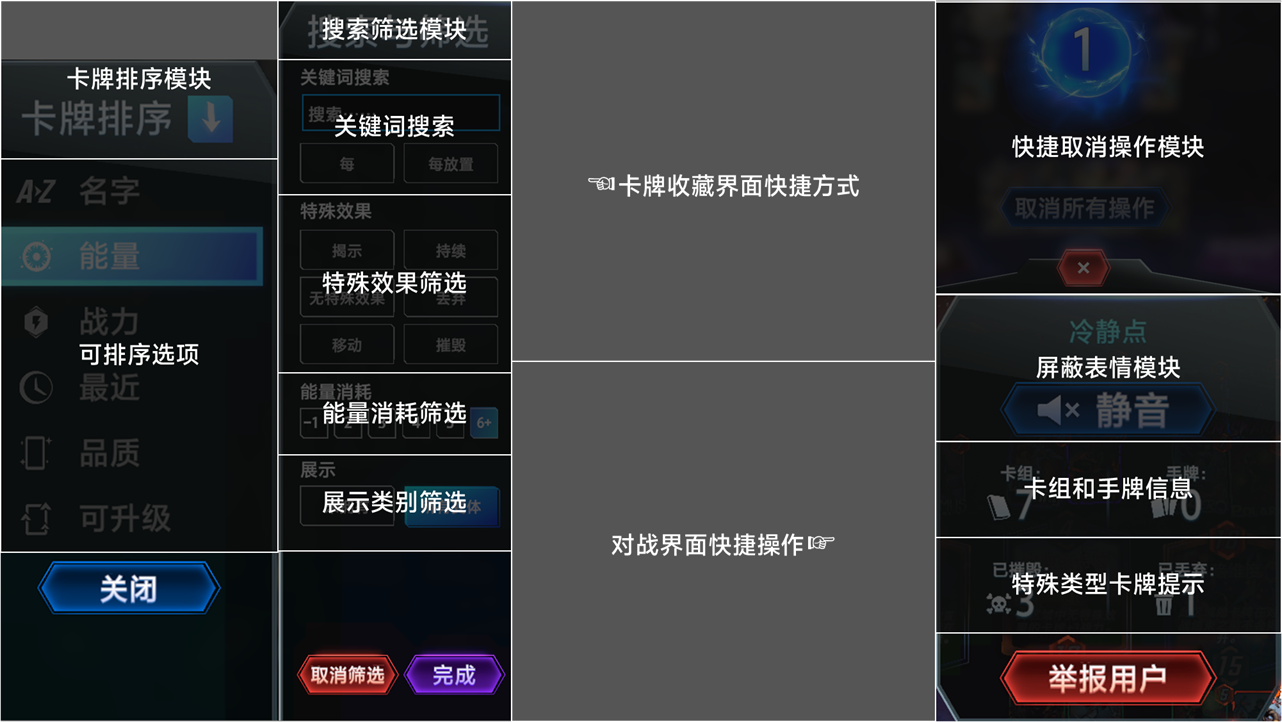 卡牌排序模块
卡牌排序
A>Z 名字
能量
战力
可排序选项
最近
品质
可升级
关闭
搜索筛选模块
关键词搜索
搜索
关键词搜索
每 每放置
特殊效果
揭示 持续
特殊效果筛选
无特殊效果 丢弃
移动 摧毁
能量消耗
能量消耗筛选
-1 2 3 4 5 6+
展示
展示类别筛选
取消筛选 完成
☜卡牌收藏界面快捷方式
对战界面快捷操作☞
1
快捷取消操作模块
取消所有操作
×
冷静点
屏蔽表情模块
静音
卡组: 手牌:
卡组和手牌信息
7 0
已摧毁: 已丢弃:
特殊类型卡牌提示
3 1
举报用户